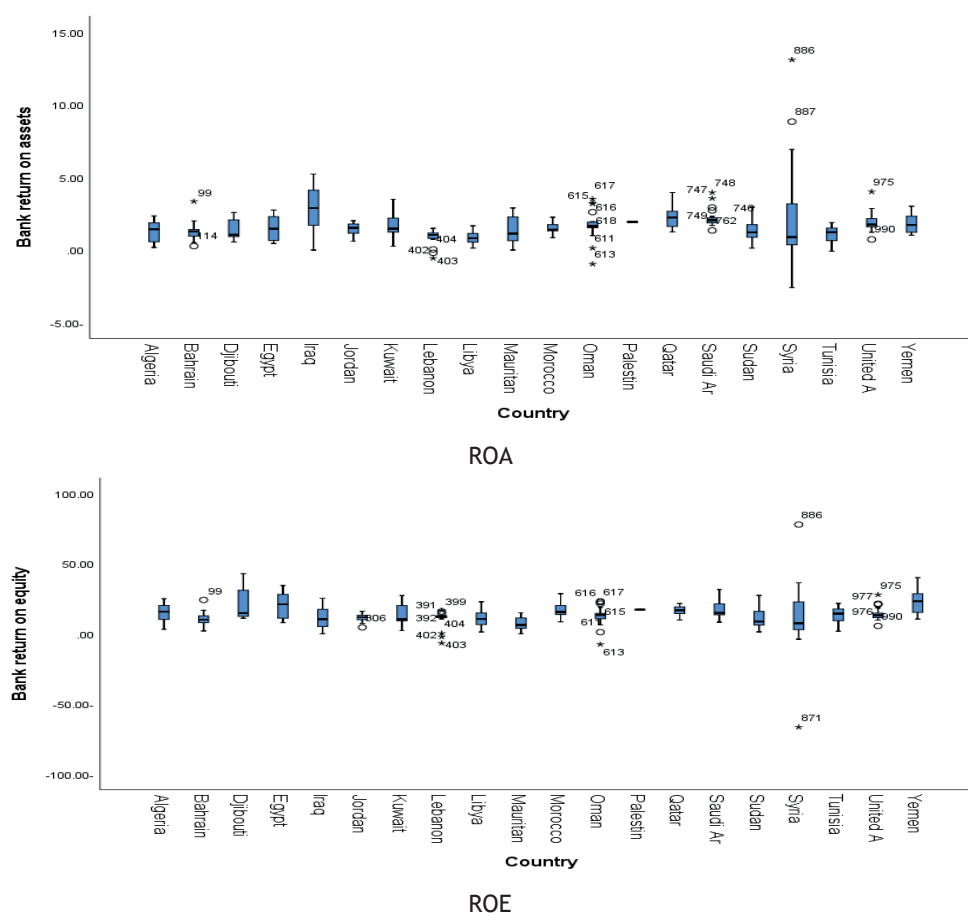 15.00
10.00
5.00
.00
-5.00-
Bank return on assets
99
114
402
404
403
615
617
616
618
611
613
747
748
749
762
746
886
887
975
990
Algeria
Bahrain
Djibouti
Egypt
Iraq
Jordan
Kuwait
Lebanon
Libya
Mauritan
Morocco
Oman
Palestin
Qatar
Saudi Ar
Sudan
Syria
Tunisia
United A
Yemen
Country
ROA
100.00
50.00
.00
-50.00-
-100.00-
Bank return on equity
99
306
391
399
392
404
402
403
616
617
615
613
886
871
977
975
976
990
Algeria
Bahrain
Djibouti
Egypt
Iraq
Jordan
Kuwait
Lebanon
Libya
Mauritan
Morocco
Oman
Palestin
Qatar
Saudi Ar
Sudan
Syria
Tunisia
United A
Yemen
Country
ROE